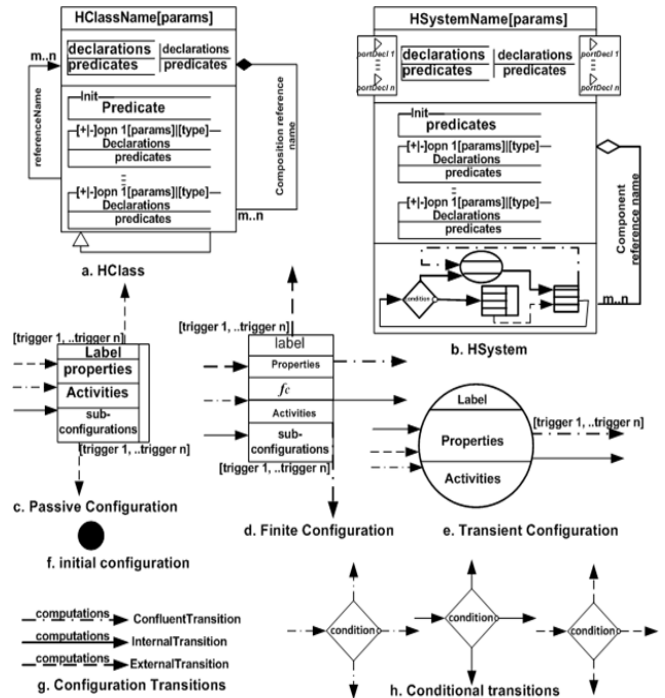 HClassName[params]
m..n
declarations
predicates
declarations
predicates
referenceName
Init
Predicate
[+|-]opn 1[params]|[type]
Declarations
predicates
[+|-]opn 1[params]|[type]
Declarations
predicates
Composition reference
name
m..n
a. HClass
HSystemName[params]
portDecl 1
portDecl n
declarations
predicates
declarations
predicates
portDecl 1
portDecl n
Init
predicates
[+|-]opn 1[params]|[type]
Declarations
predicates
[+|-]opn 1[params]|[type]
Declarations
predicates
Component
reference name
condition
m..n
b. HSystem
[trigger 1, ..trigger n]
Label
properties
Activities
sub-
configurations
[trigger 1, ..trigger n]
c. Passive Configuration
[trigger 1, ..trigger n]
label
Properties
fc
Activities
sub-
configurations
[trigger 1, ..trigger n]
d. Finite Configuration
Label
Properties
Activities
[trigger 1, ..trigger n]
e. Transient Configuration
f. initial configuration
computations
ConfluentTransition
computations
InternalTransition
computations
ExternalTransition
g. Configuration Transitions
condition
condition
condition
h. Conditional transitions